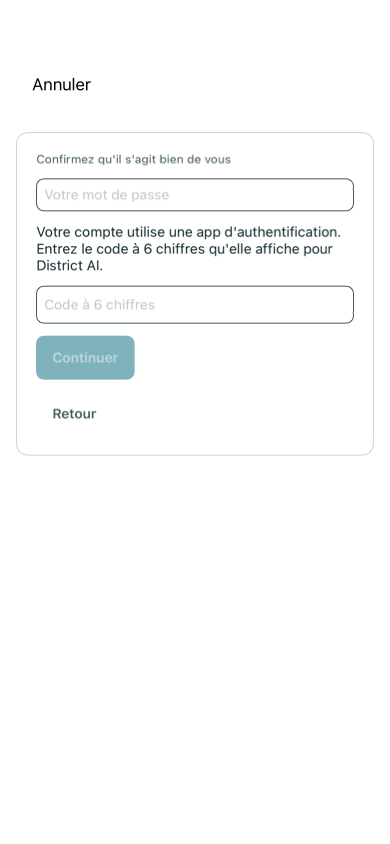 Annuler
Confirmez qu'il s'agit bien de vous
Votre mot de passe
Votre compte utilise une app d'authentification.
Entrez le code à 6 chiffres qu'elle affiche pour
District AI.
Code à 6 chiffres
Continuer
Retour